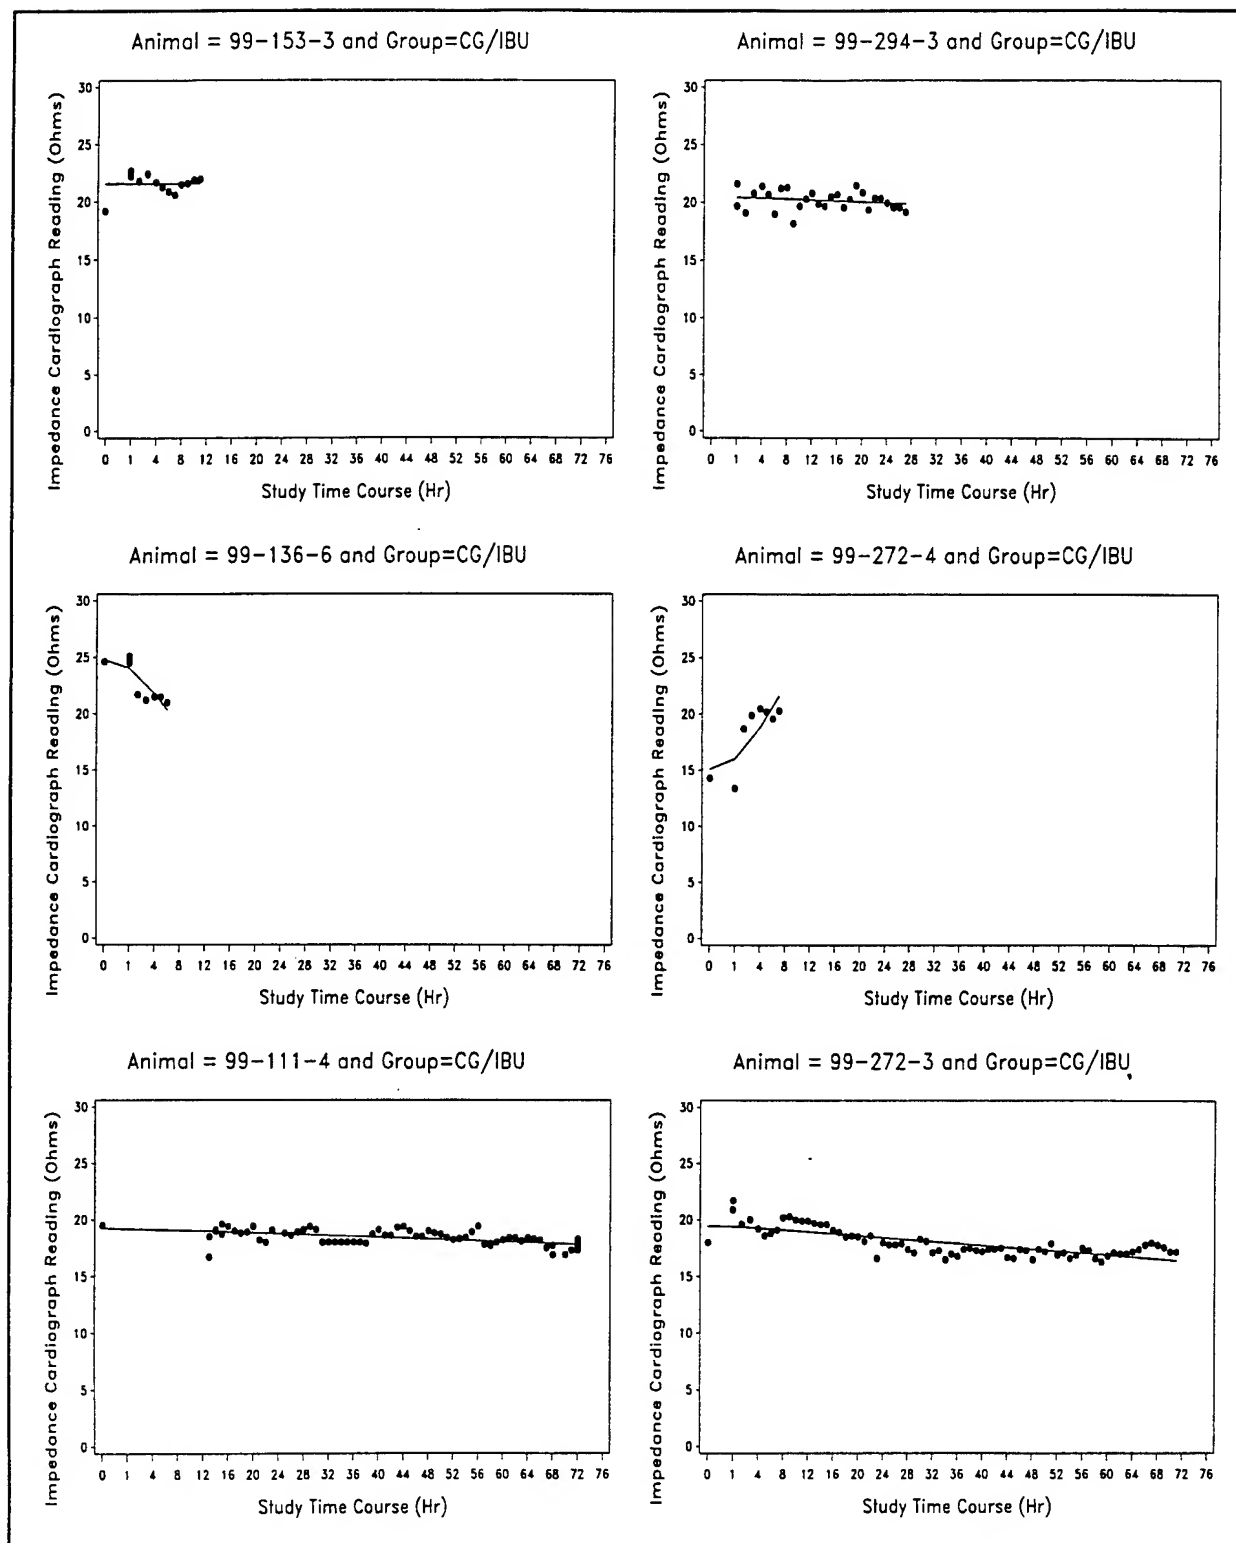 Animal = 99-153-3 and Group=CG/IBU
Impedance Cardiograph Reading (Ohms)
30
25
20
15
10
5
0
0 1 4 8 12 16 20 24 28 32 36 40 44 48 52 56 60 64 68 72 76
Study Time Course (Hr)
Animal = 99-294-3 and Group=CG/IBU
Impedance Cardiograph Reading (Ohms)
30
25
20
15
10
5
0
0 1 4 8 12 16 20 24 28 32 36 40 44 48 52 56 60 64 68 72 76
Study Time Course (Hr)
Animal = 99-136-6 and Group=CG/IBU
Impedance Cardiograph Reading (Ohms)
30
25
20
15
10
5
0
0 1 4 8 12 16 20 24 28 32 36 40 44 48 52 56 60 64 68 72 76
Study Time Course (Hr)
Animal = 99-272-4 and Group=CG/IBU
Impedance Cardiograph Reading (Ohms)
30
25
20
15
10
5
0
0 1 4 8 12 16 20 24 28 32 36 40 44 48 52 56 60 64 68 72 76
Study Time Course (Hr)
Animal = 99-111-4 and Group=CG/IBU
Impedance Cardiograph Reading (Ohms)
30
25
20
15
10
5
0
0 1 4 8 12 16 20 24 28 32 36 40 44 48 52 56 60 64 68 72 76
Study Time Course (Hr)
Animal = 99-272-3 and Group=CG/IBU
Impedance Cardiograph Reading (Ohms)
30
25
20
15
10
5
0
0 1 4 8 12 16 20 24 28 32 36 40 44 48 52 56 60 64 68 72 76
Study Time Course (Hr)